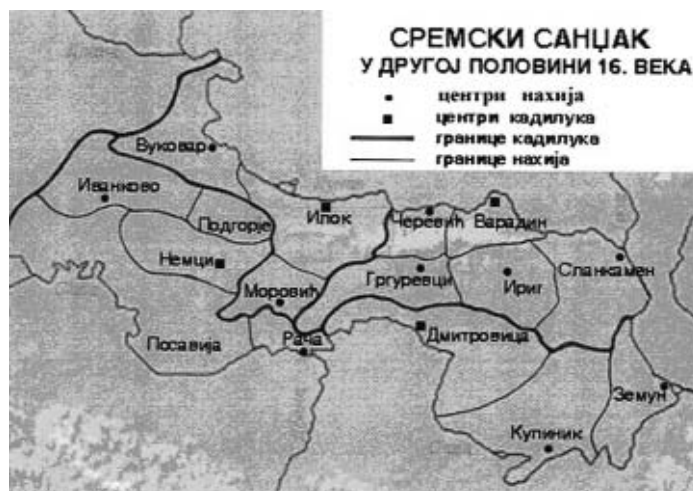 СРЕМСКИ САНЏАК
У ДРУГОЈ ПОЛОВИНИ 16. ВЕКА
центри нахија
центри кадилука
границе кадилука
границе нахија
Вуковар
Иванково
Подгорје
Илок
Черевић
Варадин
Немци
Моровић
Гргуревци
Ириг
Сланкамен
Посавија
Рача
Дмитровица
Земун
Купиник